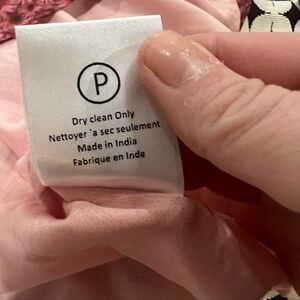 P
Dry clean Only
Nettoyer `a sec seulement
Made in India
Fabrique en Inde